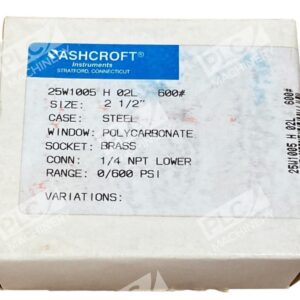 ASHCROFT®
Instruments
STRATFORD, CONNECTICUT
25W1005 H 02L 600#
SIZE: 2 1/2"
CASE: STEEL
WINDOW: POLYCARBONATE
SOCKET: BRASS
CONN: 1/4 NPT LOWER
RANGE: 0/600 PSI
VARIATIONS:
25W1005 H 02L 600#